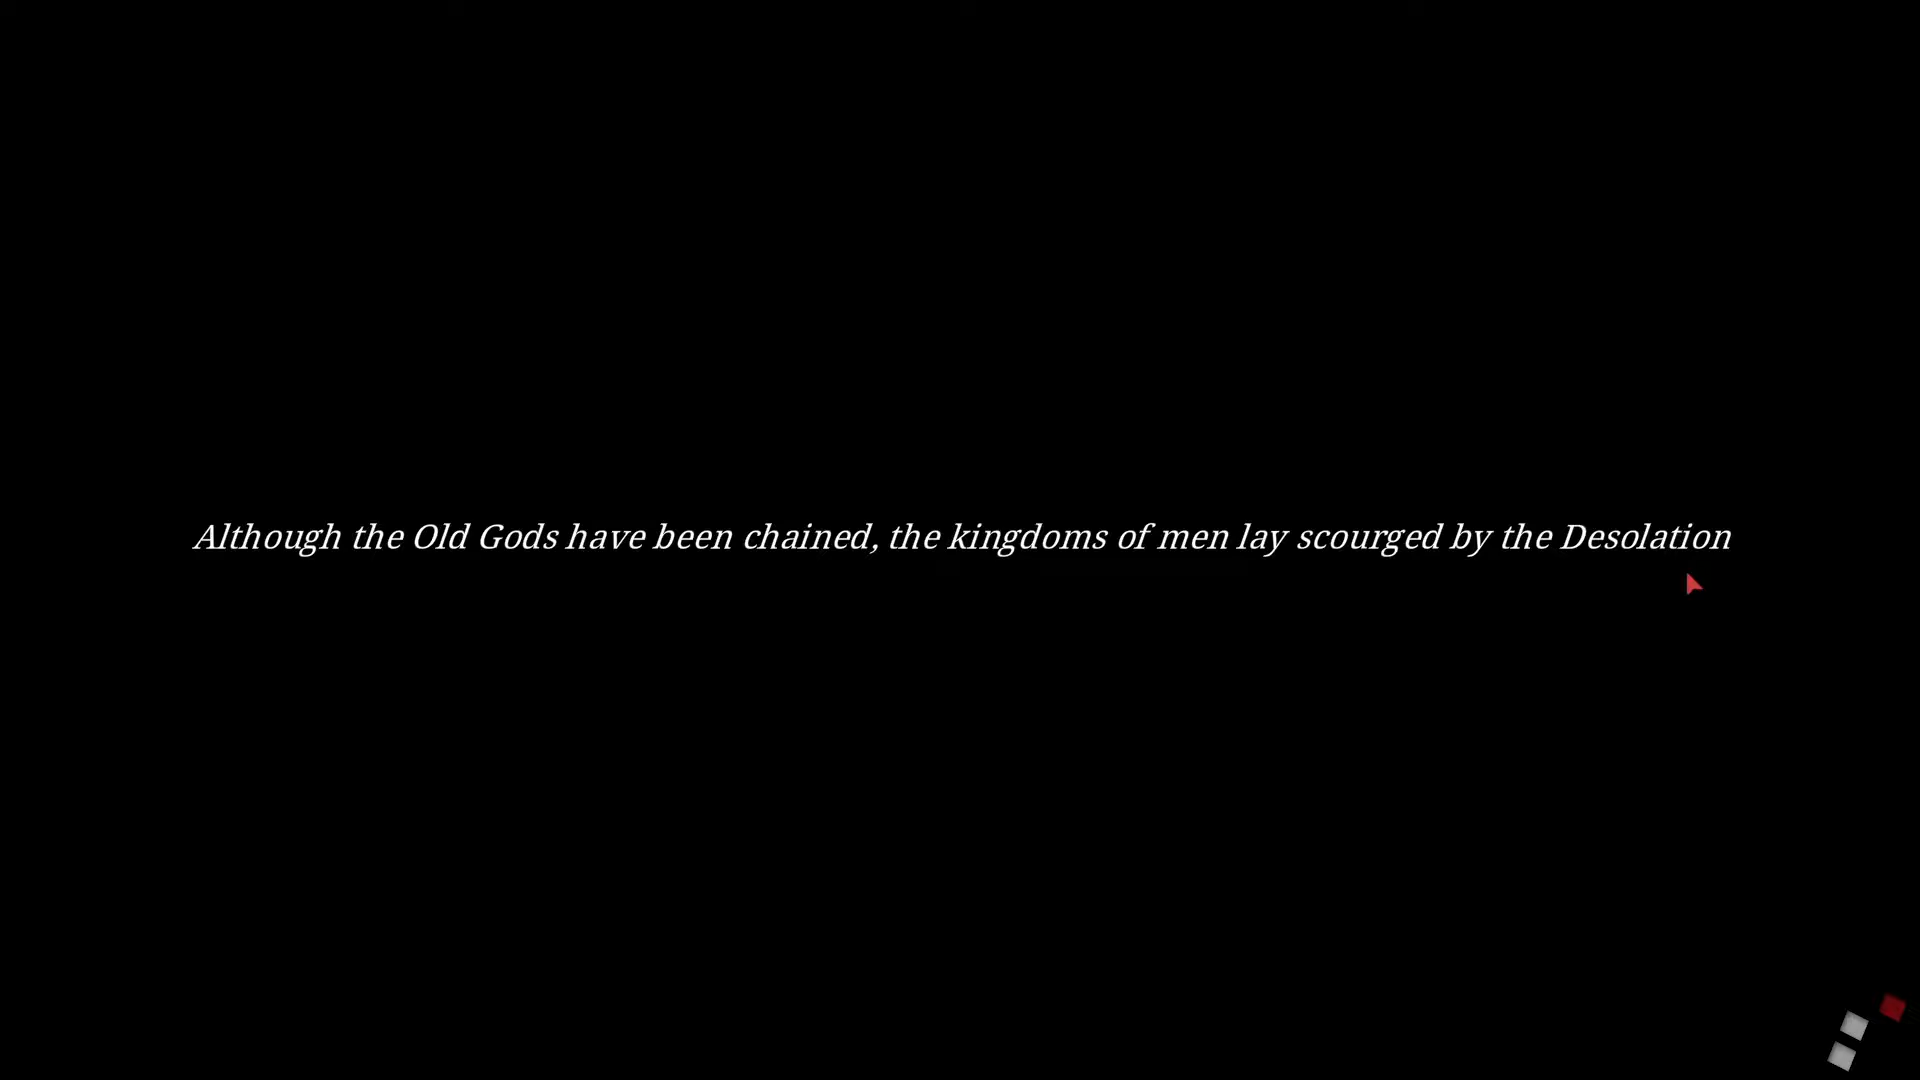 Although the Old Gods have been chained, the kingdoms of men lay scourged by the Desolation